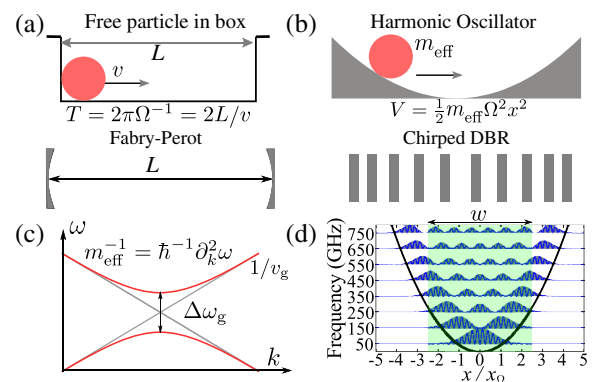 (a) Free particle in box
L
v
T = 2πΩ⁻¹ = 2L/v
Fabry-Perot
L
(b) Harmonic Oscillator
m_eff
V = ½m_effΩ²x²
Chirped DBR
(c) ω
m_eff⁻¹ = ħ⁻¹∂ₖ²ω
1/v_g
Δω_g
k
(d) w
Frequency (GHz)
750
650
550
450
350
250
150
50
-5 -4 -3 -2 -1 0 1 2 3 4 5
x/x_Ω